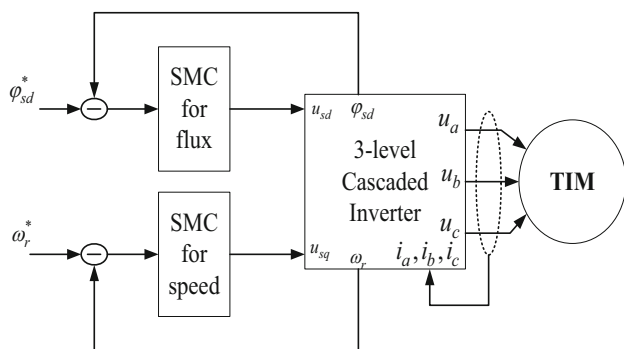 φ*sd
−
SMC
for
flux
usd
φsd
ua
3-level
Cascaded
Inverter
ub
TIM
ω*r
−
SMC
for
speed
usq
ωr
uc
ia, ib, ic